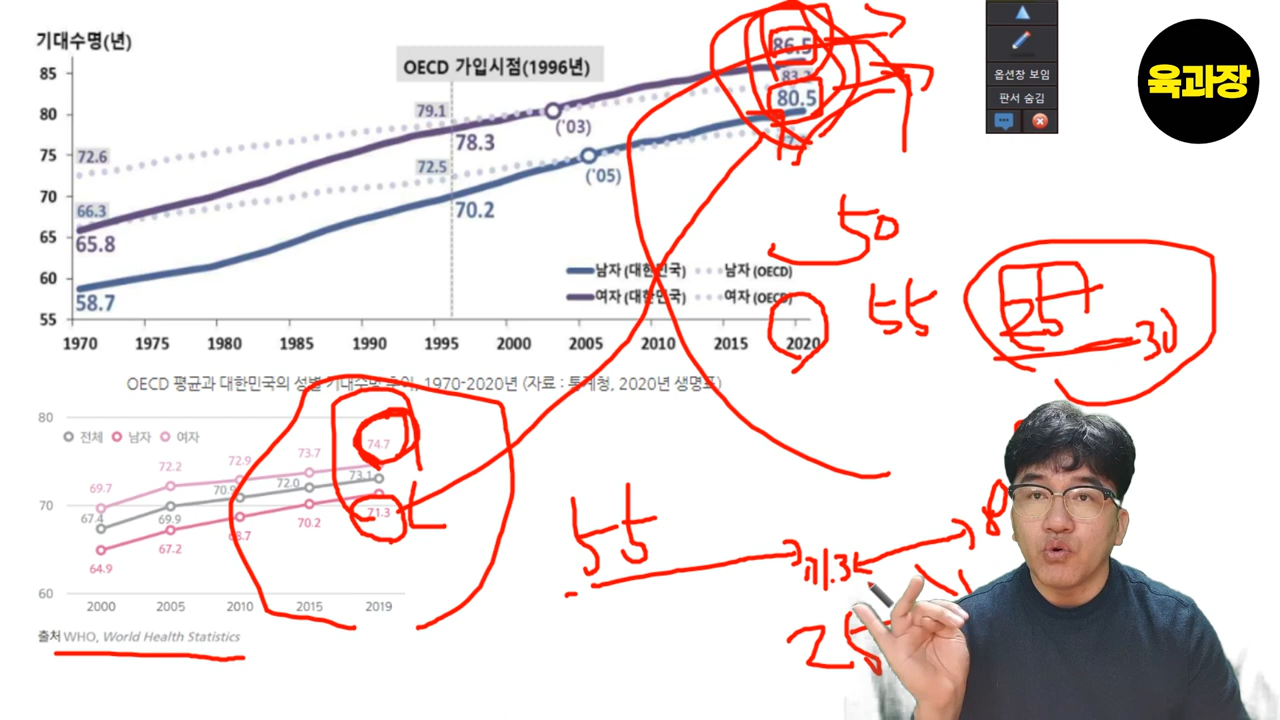 기대수명(년)
85
80
75
70
65
60
55
OECD 가입시점(1996년)
86.5
83.2
80.5
79.1
('03)
78.3
72.6
72.5
('05)
70.2
66.3
65.8
58.7
남자 (대한민국) 남자 (OECD)
여자 (대한민국) 여자 (OECD)
1970 1975 1980 1985 1990 1995 2000 2005 2010 2015 2020
OECD 평균과 대한민국의 성별 기대수명 추이, 1970-2020년 (자료 : 통계청, 2020년 생명표)
80
70
60
전체 남자 여자
69.7 72.2 72.9 73.7 74.7
67.4 69.9 70.9 72.0 73.1
64.9 67.2 68.7 70.2 71.3
2000 2005 2010 2015 2019
출처 WHO, World Health Statistics
50
55
25
30
55
71.3
25
옵션창 보임
판서 숨김
육과장